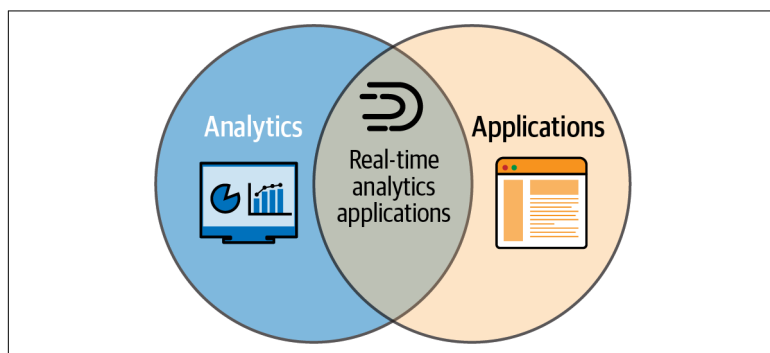 Analytics
Applications
Real-time
analytics
applications